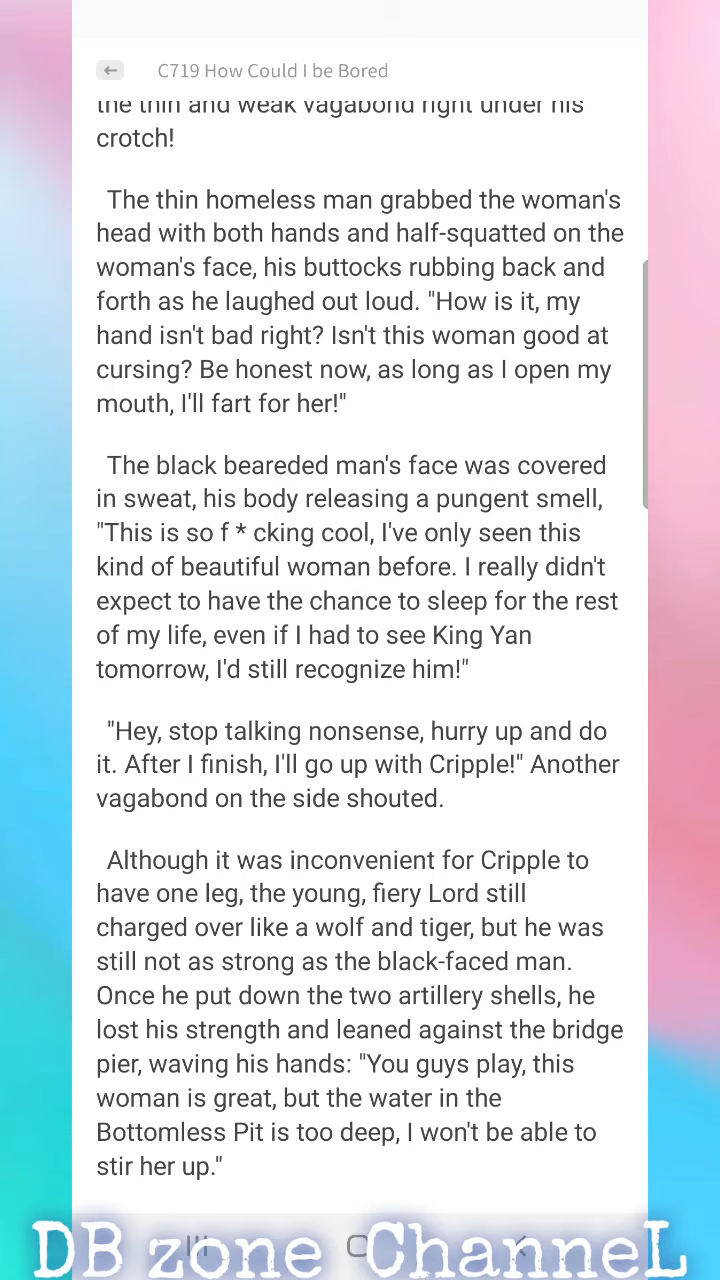 C719 How Could I be Bored
the thin and weak vagabond right under his
crotch!
The thin homeless man grabbed the woman's
head with both hands and half-squatted on the
woman's face, his buttocks rubbing back and
forth as he laughed out loud. "How is it, my
hand isn't bad right? Isn't this woman good at
cursing? Be honest now, as long as I open my
mouth, I'll fart for her!"
The black beareded man's face was covered
in sweat, his body releasing a pungent smell,
"This is so f * cking cool, I've only seen this
kind of beautiful woman before. I really didn't
expect to have the chance to sleep for the rest
of my life, even if I had to see King Yan
tomorrow, I'd still recognize him!"
"Hey, stop talking nonsense, hurry up and do
it. After I finish, I'll go up with Cripple!" Another
vagabond on the side shouted.
Although it was inconvenient for Cripple to
have one leg, the young, fiery Lord still
charged over like a wolf and tiger, but he was
still not as strong as the black-faced man.
Once he put down the two artillery shells, he
lost his strength and leaned against the bridge
pier, waving his hands: "You guys play, this
woman is great, but the water in the
Bottomless Pit is too deep, I won't be able to
stir her up."
DB zone ChanneL